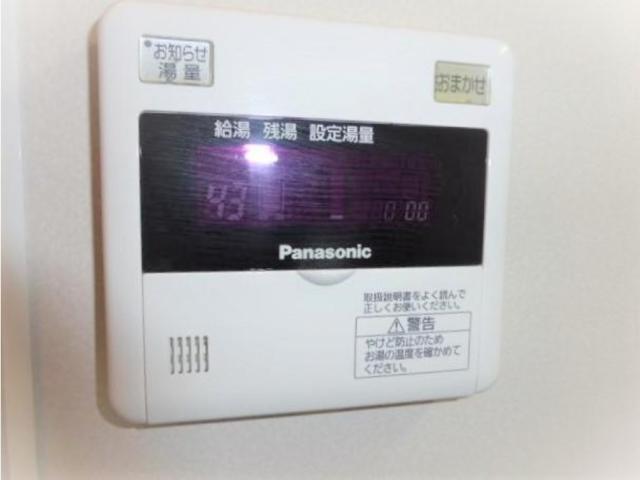 お知らせ
湯量
おまかせ
給湯 残湯 設定湯量
43
0:00
Panasonic
取扱説明書をよく読んで
正しくお使いください。
⚠警告
やけど防止のため
お湯の温度を確かめて
ください。